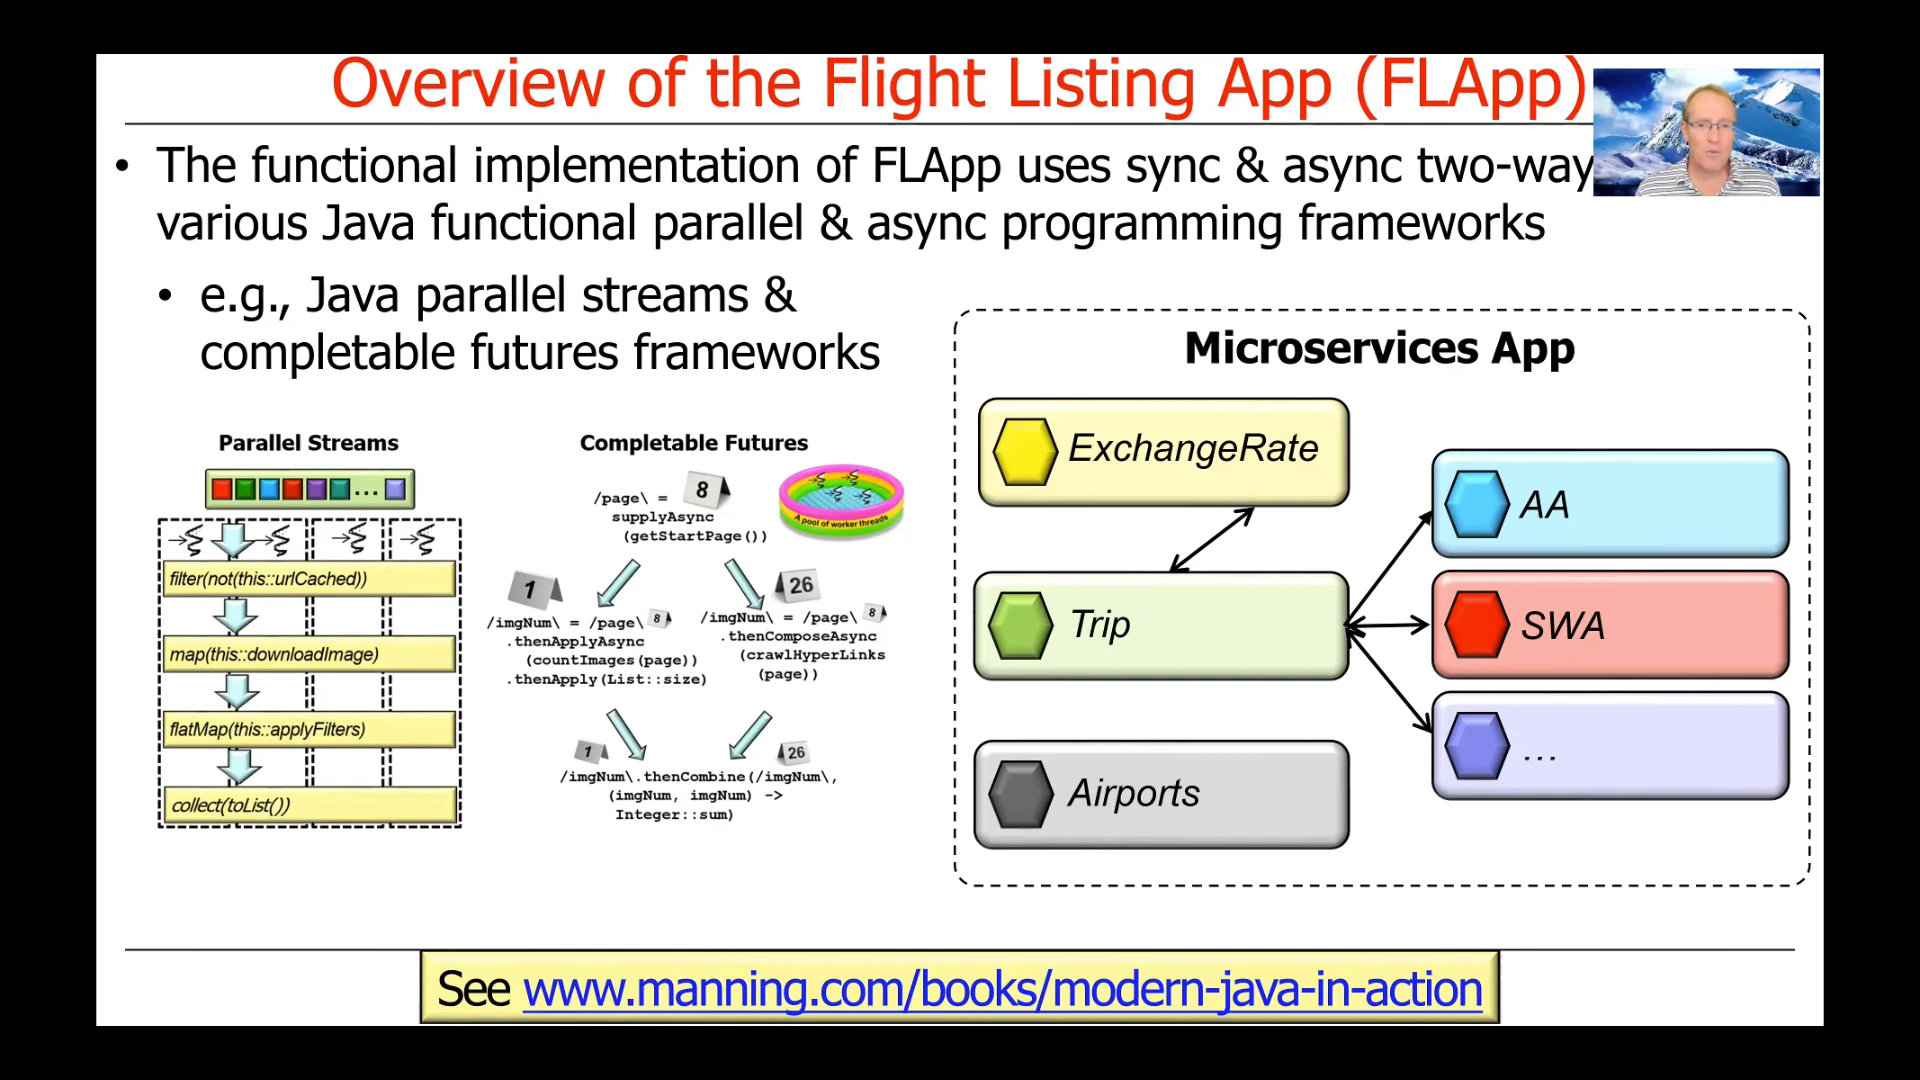 Overview of the Flight Listing App (FLApp)
• The functional implementation of FLApp uses sync & async two-way
various Java functional parallel & async programming frameworks
• e.g., Java parallel streams &
completable futures frameworks
Parallel Streams
...
filter(not(this::urlCached))
map(this::downloadImage)
flatMap(this::applyFilters)
collect(toList())
Completable Futures
8
/page\ =
supplyAsync
(getStartPage())
A pool of worker threads
1
/imgNum\ = /page\ 8
.thenApplyAsync
(countImages(page))
.thenApply(List::size)
26
/imgNum\ = /page\ 8
.thenComposeAsync
(crawlHyperLinks
(page))
1
26
/imgNum\.thenCombine(/imgNum\,
(imgNum, imgNum) ->
Integer::sum)
Microservices App
ExchangeRate
Trip
Airports
AA
SWA
...
See www.manning.com/books/modern-java-in-action